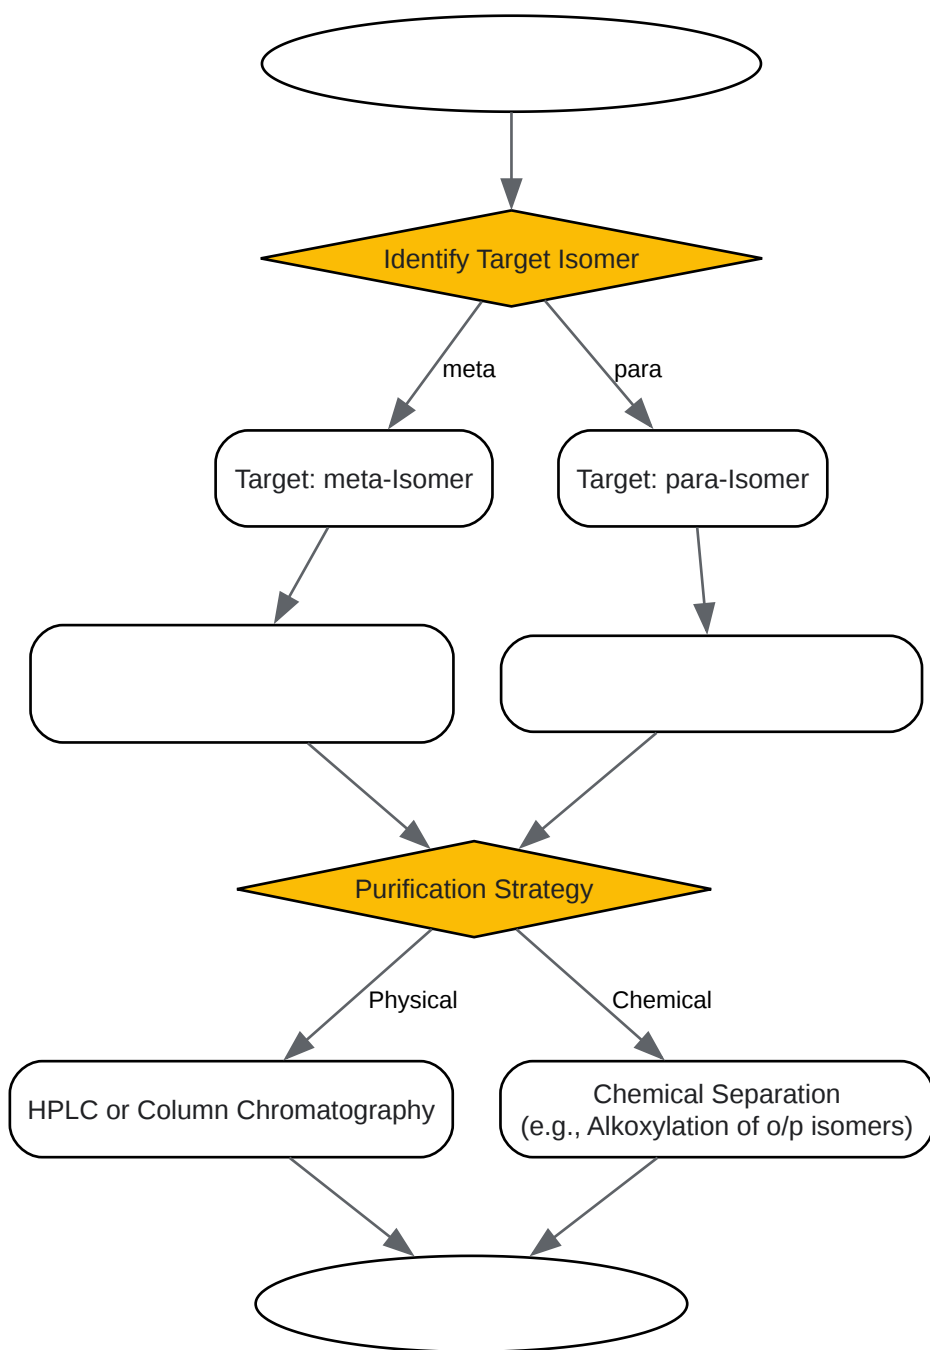 Identify Target Isomer
meta
para
Target: meta-Isomer
Target: para-Isomer
Purification Strategy
Physical
Chemical
HPLC or Column Chromatography
Chemical Separation
(e.g., Alkoxylation of o/p isomers)